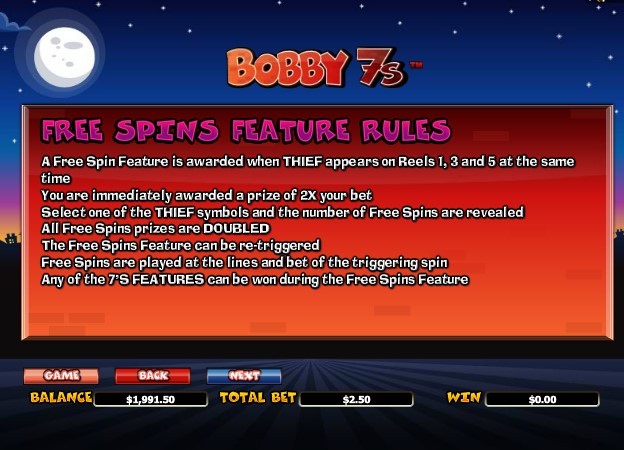 BOBBY 7s™
FREE SPINS FEATURE RULES
A Free Spin Feature is awarded when THIEF appears on Reels 1, 3 and 5 at the same
time
You are immediately awarded a prize of 2X your bet
Select one of the THIEF symbols and the number of Free Spins are revealed
All Free Spins prizes are DOUBLED
The Free Spins Feature can be re-triggered
Free Spins are played at the lines and bet of the triggering spin
Any of the 7'S FEATURES can be won during the Free Spins Feature
GAME BACK NEXT
BALANCE $1,991.50 TOTAL BET $2.50 WIN $0.00